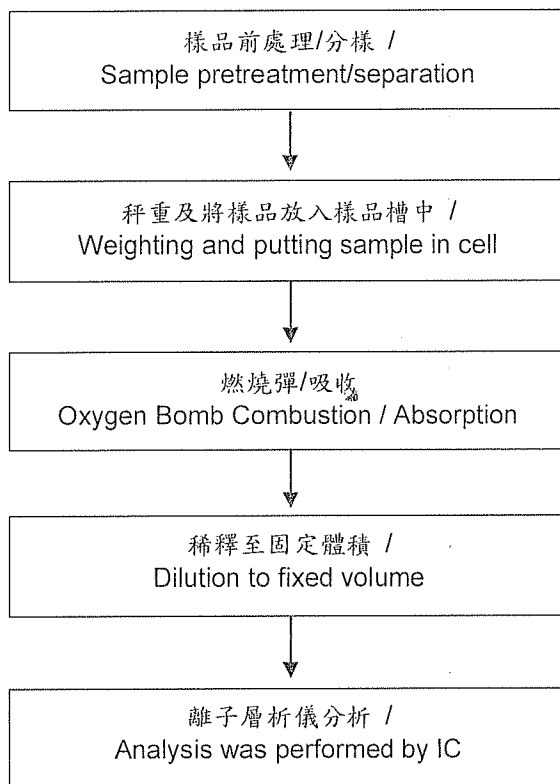 樣品前處理/分樣 /
Sample pretreatment/separation
秤重及將樣品放入樣品槽中 /
Weighting and putting sample in cell
燃燒彈/吸收
Oxygen Bomb Combustion / Absorption
稀釋至固定體積 /
Dilution to fixed volume
離子層析儀分析 /
Analysis was performed by IC